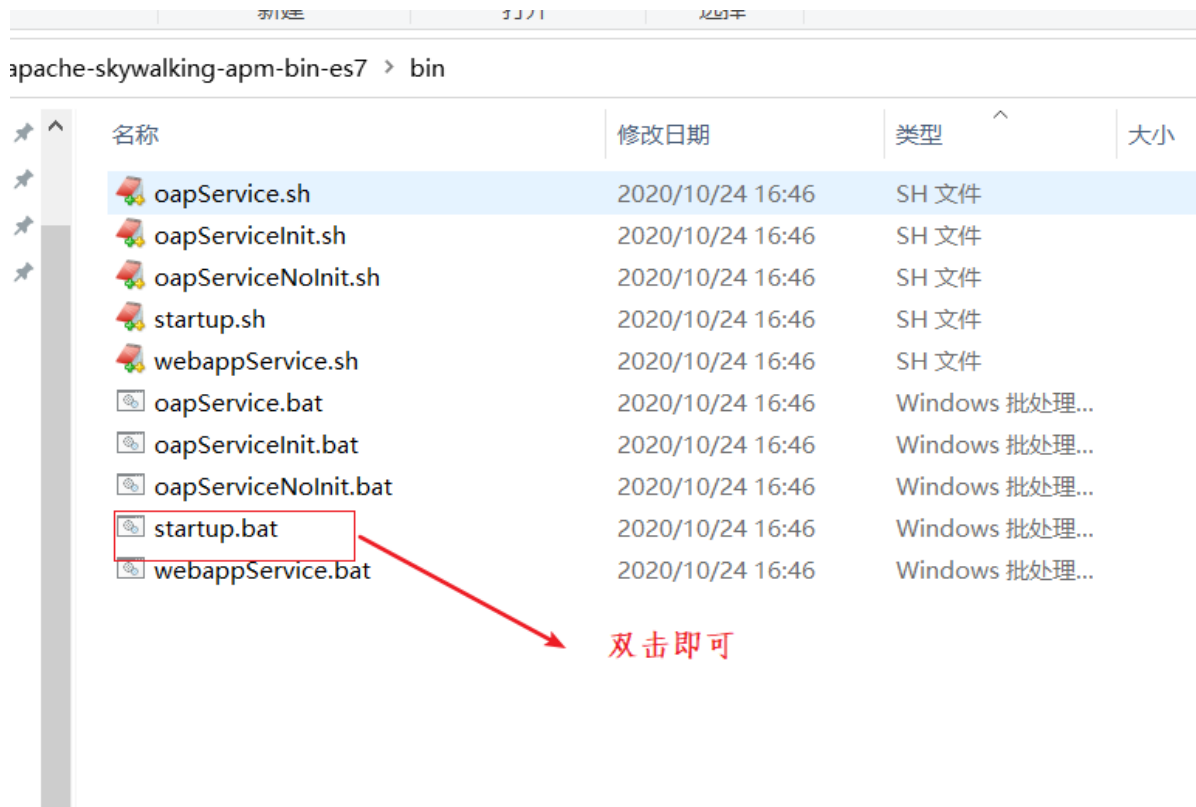 新建 打开 选择
apache-skywalking-apm-bin-es7 > bin
名称 修改日期 类型 大小
oapService.sh 2020/10/24 16:46 SH 文件
oapServiceInit.sh 2020/10/24 16:46 SH 文件
oapServiceNoInit.sh 2020/10/24 16:46 SH 文件
startup.sh 2020/10/24 16:46 SH 文件
webappService.sh 2020/10/24 16:46 SH 文件
oapService.bat 2020/10/24 16:46 Windows 批处理...
oapServiceInit.bat 2020/10/24 16:46 Windows 批处理...
oapServiceNoInit.bat 2020/10/24 16:46 Windows 批处理...
startup.bat 2020/10/24 16:46 Windows 批处理...
webappService.bat 2020/10/24 16:46 Windows 批处理...
双击即可